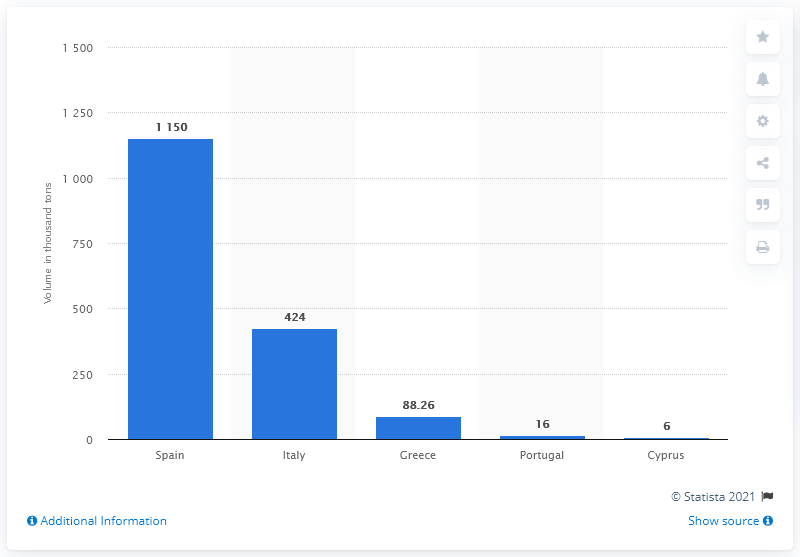 1 500
1 250
1 000
750
500
250
0
Volume in thousand tons
1 150
424
88.26
16
6
Spain
Italy
Greece
Portugal
Cyprus
© Statista 2021
Additional Information
Show source